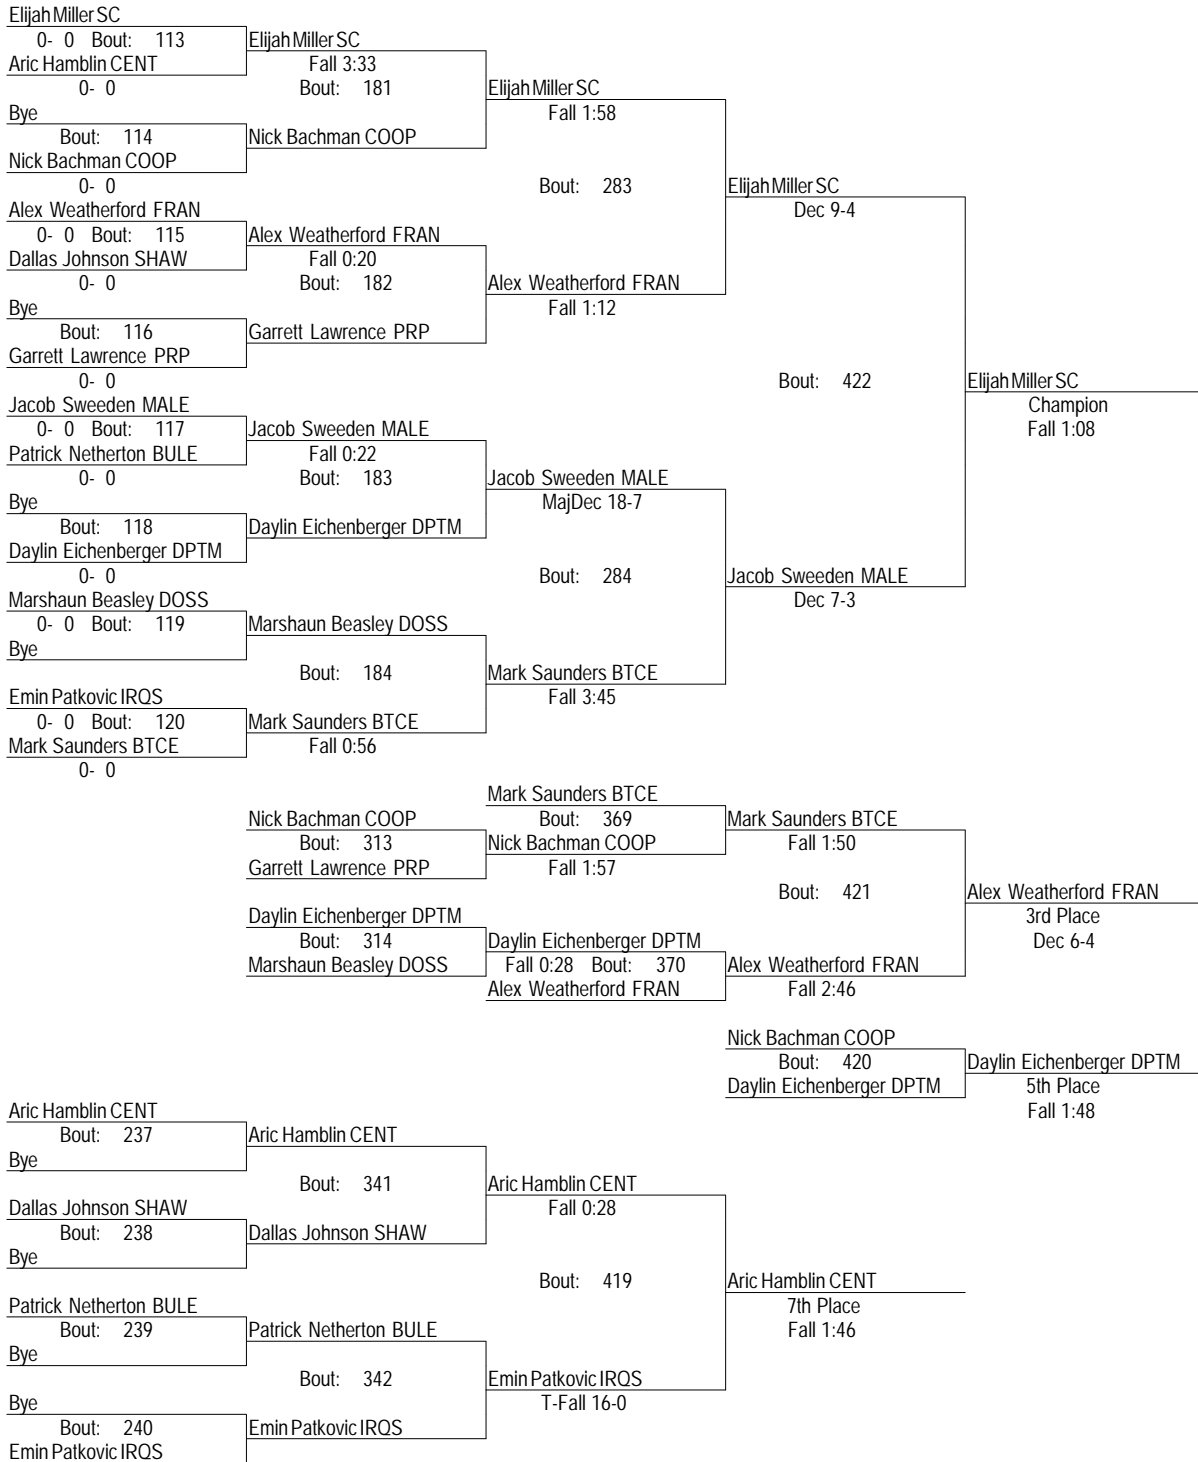 Elijah Miller SC
0- 0 Bout: 113
Elijah Miller SC
Aric Hamblin CENT
Fall 3:33
0- 0
Bout: 181
Elijah Miller SC
Bye
Fall 1:58
Bout: 114
Nick Bachman COOP
Nick Bachman COOP
0- 0
Bout: 283
Elijah Miller SC
Alex Weatherford FRAN
Dec 9-4
0- 0 Bout: 115
Alex Weatherford FRAN
Dallas Johnson SHAW
Fall 0:20
0- 0
Bout: 182
Alex Weatherford FRAN
Bye
Fall 1:12
Bout: 116
Garrett Lawrence PRP
Garrett Lawrence PRP
0- 0
Bout: 422
Elijah Miller SC
Jacob Sweeden MALE
Champion
0- 0 Bout: 117
Jacob Sweeden MALE
Fall 1:08
Patrick Netherton BULE
Fall 0:22
0- 0
Bout: 183
Jacob Sweeden MALE
Bye
MajDec 18-7
Bout: 118
Daylin Eichenberger DPTM
Daylin Eichenberger DPTM
0- 0
Bout: 284
Jacob Sweeden MALE
Marshaun Beasley DOSS
Dec 7-3
0- 0 Bout: 119
Marshaun Beasley DOSS
Bye
Bout: 184
Mark Saunders BTCE
Emin Patkovic IRQS
Fall 3:45
0- 0 Bout: 120
Mark Saunders BTCE
Mark Saunders BTCE
Fall 0:56
0- 0
Mark Saunders BTCE
Nick Bachman COOP
Bout: 369
Mark Saunders BTCE
Bout: 313
Nick Bachman COOP
Fall 1:50
Garrett Lawrence PRP
Fall 1:57
Bout: 421
Alex Weatherford FRAN
Daylin Eichenberger DPTM
3rd Place
Bout: 314
Daylin Eichenberger DPTM
Dec 6-4
Marshaun Beasley DOSS
Fall 0:28 Bout: 370
Alex Weatherford FRAN
Alex Weatherford FRAN
Fall 2:46
Nick Bachman COOP
Bout: 420
Daylin Eichenberger DPTM
Daylin Eichenberger DPTM
5th Place
Fall 1:48
Aric Hamblin CENT
Bout: 237
Aric Hamblin CENT
Bye
Bout: 341
Aric Hamblin CENT
Dallas Johnson SHAW
Fall 0:28
Bout: 238
Dallas Johnson SHAW
Bye
Bout: 419
Aric Hamblin CENT
Patrick Netherton BULE
7th Place
Bout: 239
Patrick Netherton BULE
Fall 1:46
Bye
Bout: 342
Emin Patkovic IRQS
Bye
T-Fall 16-0
Bout: 240
Emin Patkovic IRQS
Emin Patkovic IRQS